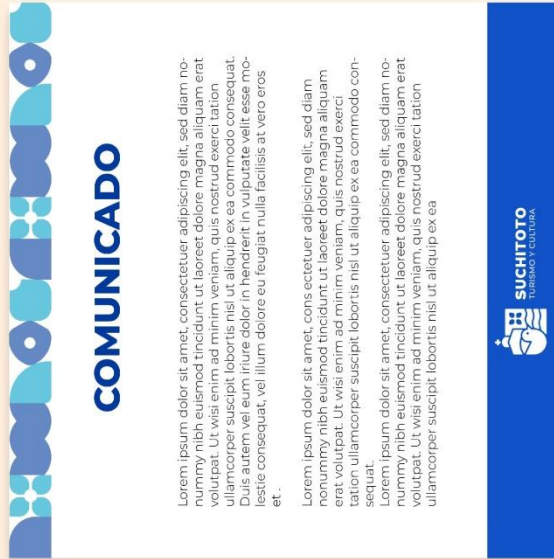 COMUNICADO
Lorem ipsum dolor sit amet, consectetuer adipiscing elit, sed diam no-
nummy nibh euismod tincidunt ut laoreet dolore magna aliquam erat
volutpat. Ut wisi enim ad minim veniam, quis nostrud exerci tation
ullamcorper suscipit lobortis nisl ut aliquip ex ea commodo consequat.
Duis autem vel eum iriure dolor in hendrerit in vulputate velit esse mo-
lestie consequat, vel illum dolore eu feugiat nulla facilisis at vero eros
et -
Lorem ipsum dolor sit amet, cons ectetuer adipiscing elit, sed diam
nonummy nibh euismod tincidunt ut laoreet dolore magna aliquam
erat volutpat. Ut wisi enim ad minim veniam, quis nostrud exerci
tation ullamcorper suscipit lobortis nisl ut aliquip ex ea commodo con-
sequat.
Lorem ipsum dolor sit amet, consectetuer adipiscing elit, sed diam no-
nummy nibh euismod tincidunt ut laoreet dolore magna aliquam erat
volutpat. Ut wisi enim ad minim veniam, quis nostrud exerci tation
ullamcorper suscipit lobortis nisl ut aliquip ex ea
SUCHITOTO
TURISMO Y CULTURA